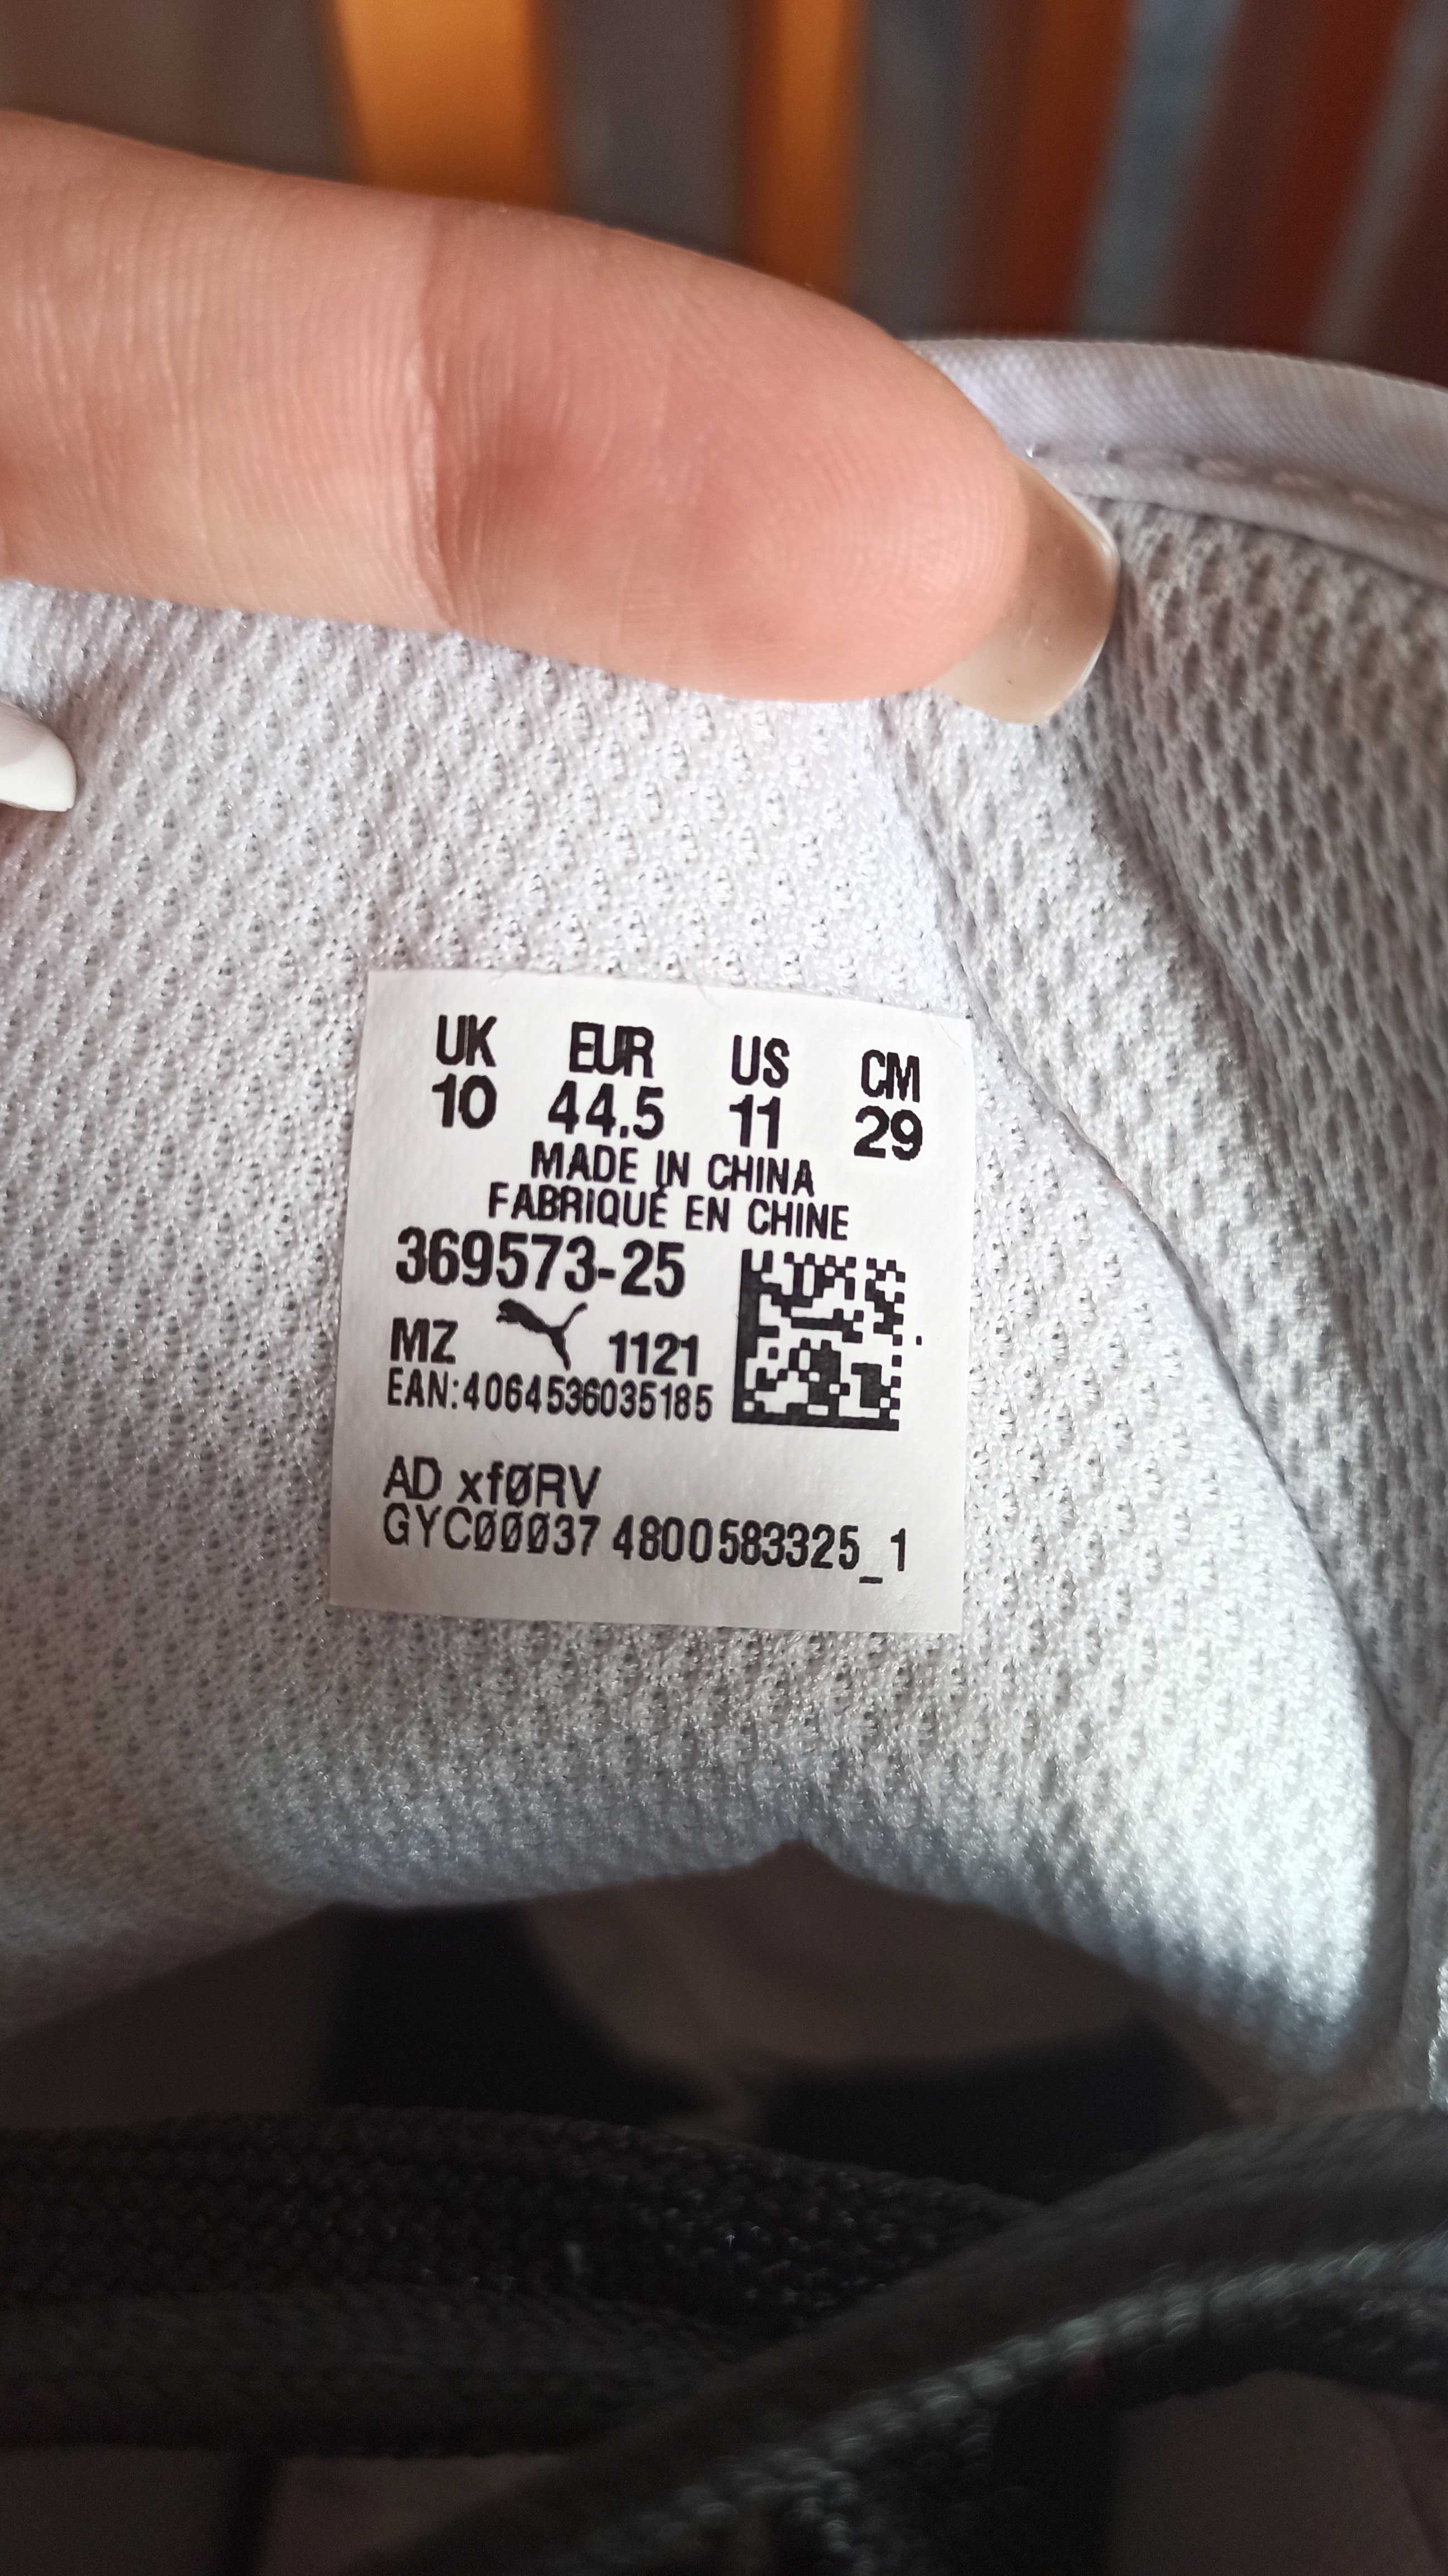 UK EUR US CM
10 44.5 11 29
MADE IN CHINA
FABRIQUÉ EN CHINE
369573-25
MZ 1121
EAN:4064536035185
AD xfØRV
GYCØØØ37 4800583325_1